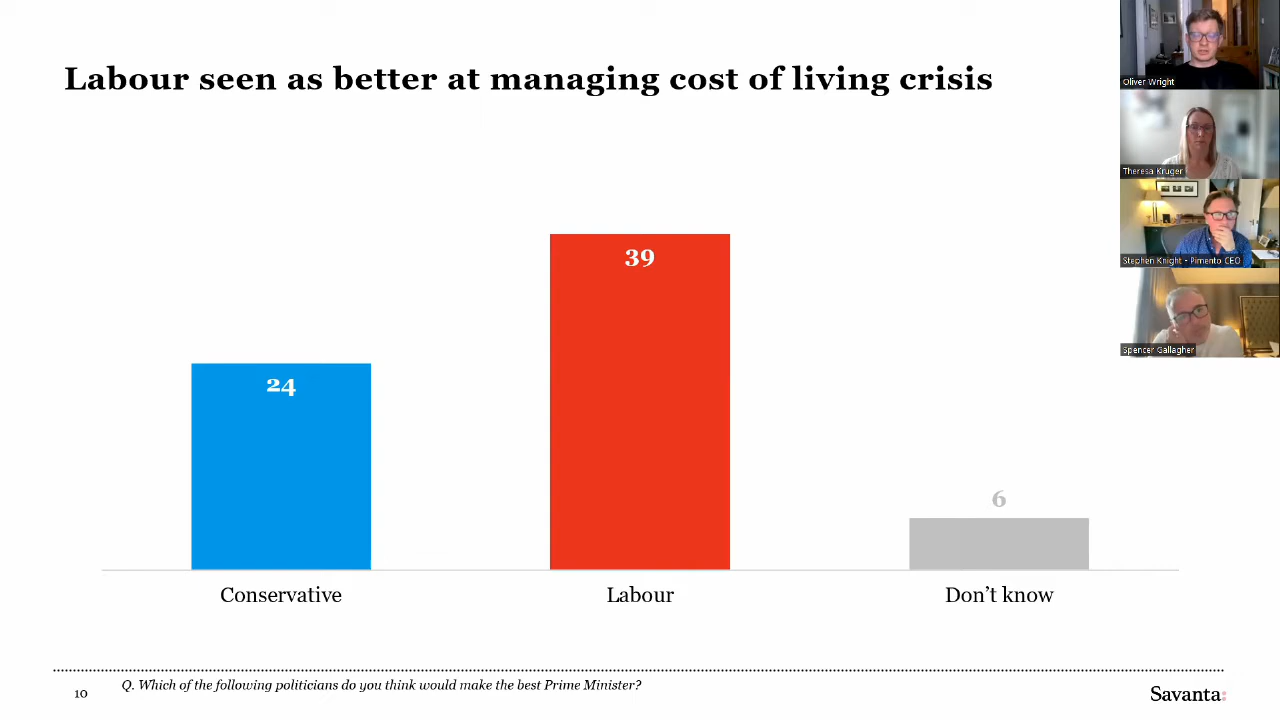 Labour seen as better at managing cost of living crisis
Oliver Wright
Theresa Kruger
Stephen Knight - Pimento CEO
Spencer Gallagher
24
39
6
Conservative
Labour
Don’t know
10
Q. Which of the following politicians do you think would make the best Prime Minister?
Savanta: